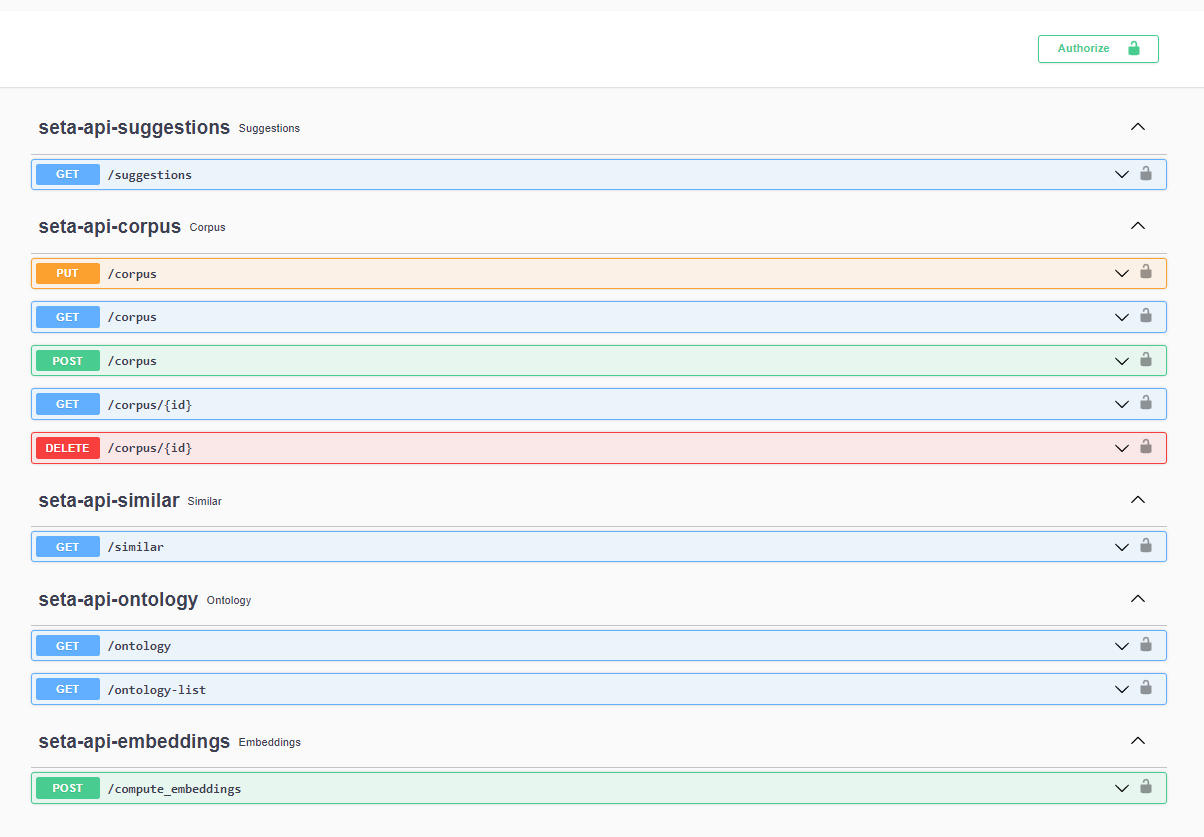 Authorize
seta-api-suggestions Suggestions
GET /suggestions
seta-api-corpus Corpus
PUT /corpus
GET /corpus
POST /corpus
GET /corpus/{id}
DELETE /corpus/{id}
seta-api-similar Similar
GET /similar
seta-api-ontology Ontology
GET /ontology
GET /ontology-list
seta-api-embeddings Embeddings
POST /compute_embeddings